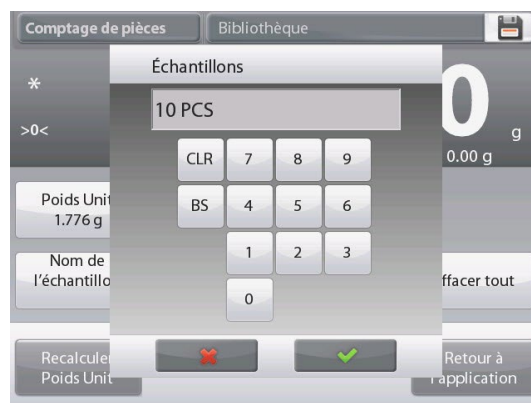 Comptage de pièces
Bibliothèque
Échantillons
*
10 PCS
0
g
>0<
0.00 g
CLR 7 8 9
Poids Unit
1.776 g
BS 4 5 6
1 2 3
Nom de
l'échantillo
ffacer tout
0
Recalculer
Poids Unit
Retour à
l'application